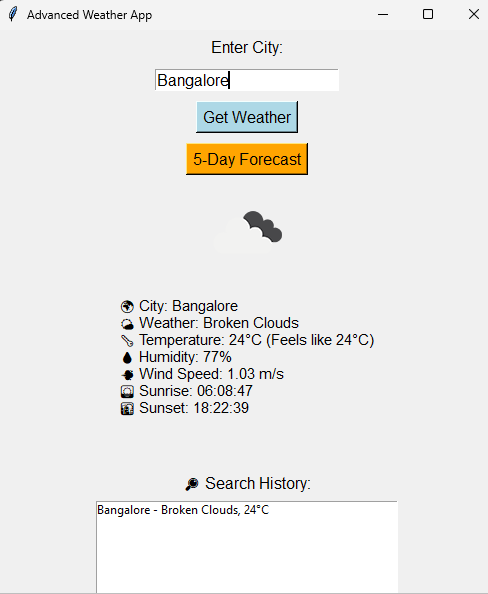 Advanced Weather App
Enter City:
Bangalore
Get Weather
5-Day Forecast
City: Bangalore
Weather: Broken Clouds
Temperature: 24°C (Feels like 24°C)
Humidity: 77%
Wind Speed: 1.03 m/s
Sunrise: 06:08:47
Sunset: 18:22:39
Search History:
Bangalore - Broken Clouds, 24°C